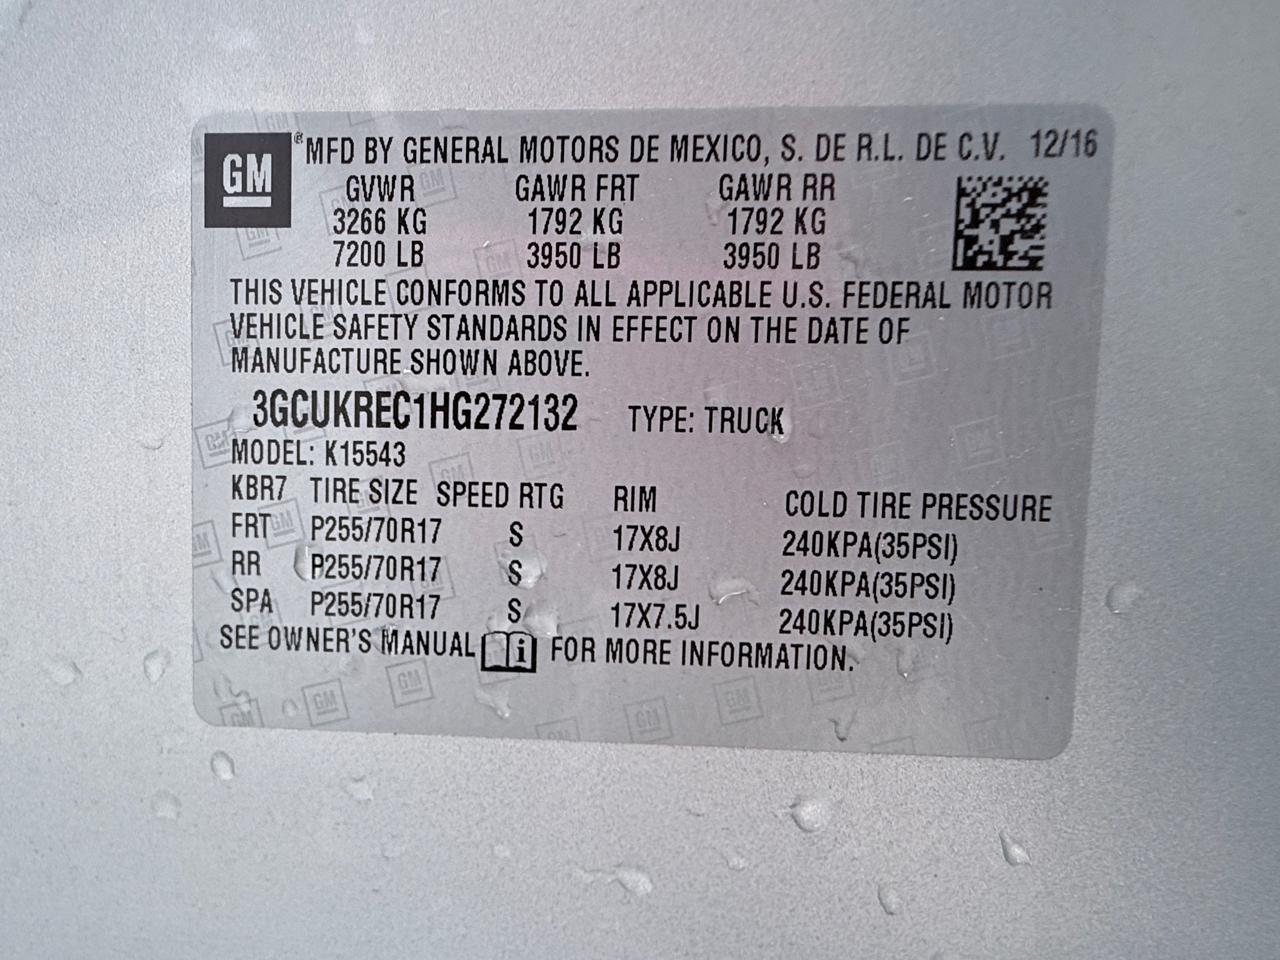 GM ® MFD BY GENERAL MOTORS DE MEXICO, S. DE R.L. DE C.V. 12/16
GVWR GAWR FRT GAWR RR
3266 KG 1792 KG 1792 KG
7200 LB 3950 LB 3950 LB
THIS VEHICLE CONFORMS TO ALL APPLICABLE U.S. FEDERAL MOTOR
VEHICLE SAFETY STANDARDS IN EFFECT ON THE DATE OF
MANUFACTURE SHOWN ABOVE.
3GCUKREC1HG272132 TYPE: TRUCK
MODEL: K15543
KBR7 TIRE SIZE SPEED RTG RIM COLD TIRE PRESSURE
FRT P255/70R17 S 17X8J 240KPA(35PSI)
RR P255/70R17 S 17X8J 240KPA(35PSI)
SPA P255/70R17 S 17X7.5J 240KPA(35PSI)
SEE OWNER'S MANUAL i FOR MORE INFORMATION.